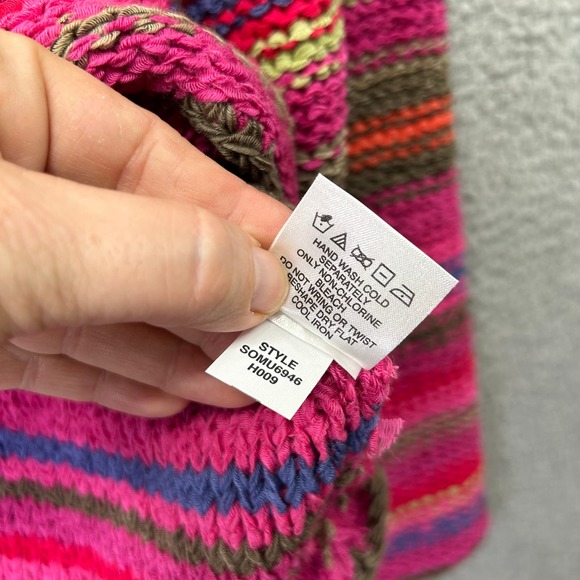 HAND WASH COLD
SEPARATELY
ONLY NON-CHLORINE
BLEACH
DO NOT WRING OR TWIST
RESHAPE DRY FLAT
COOL IRON
STYLE
SOMU6946
H009